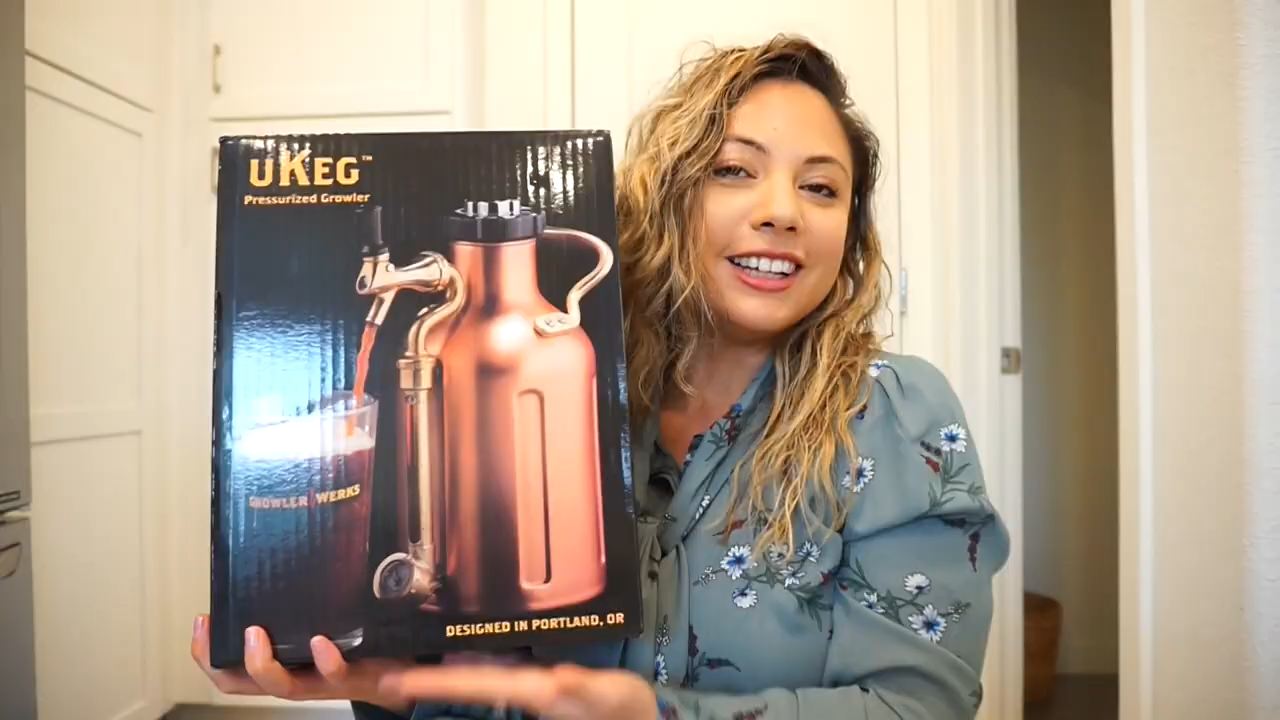 UKEG™
Pressurized Growler
GROWLER WERKS
DESIGNED IN PORTLAND, OR